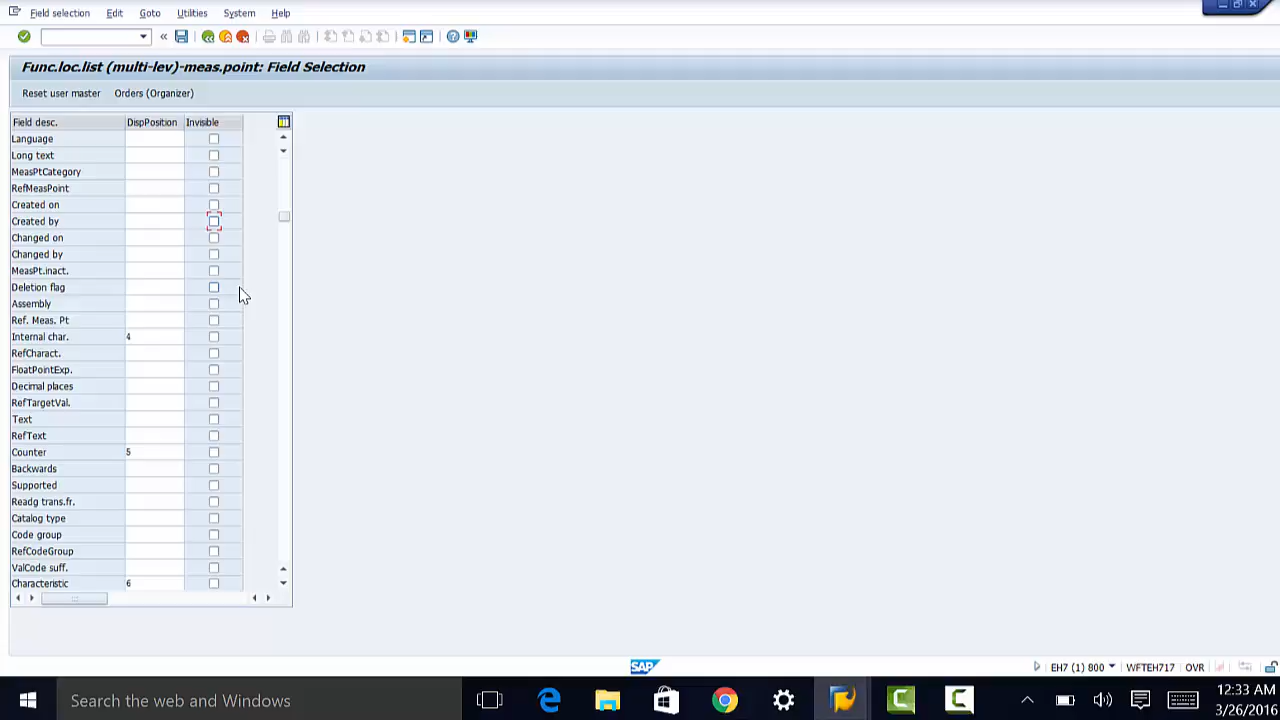 Field selection Edit Goto Utilities System Help
Func.loc.list (multi-lev)-meas.point: Field Selection
Reset user master Orders (Organizer)
Field desc. DispPosition Invisible
Language
Long text
MeasPtCategory
RefMeasPoint
Created on
Created by
Changed on
Changed by
MeasPt.inact.
Deletion flag
Assembly
Ref. Meas. Pt
Internal char. 4
RefCharact.
FloatPointExp.
Decimal places
RefTargetVal.
Text
RefText
Counter 5
Backwards
Supported
Readg trans.fr.
Catalog type
Code group
RefCodeGroup
ValCode suff.
Characteristic 6
SAP EH7 (1) 800 WFTEH717 OVR
Search the web and Windows
12:33 AM
3/26/2016